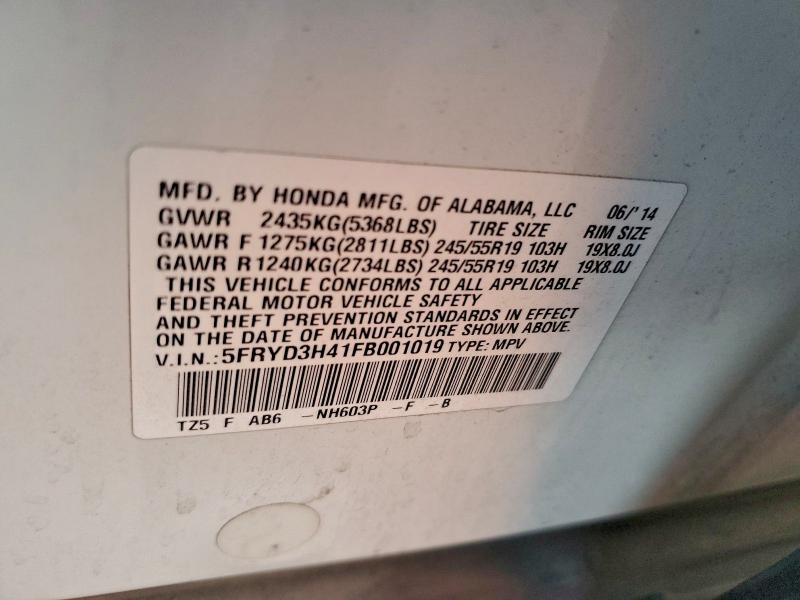 MFD. BY HONDA MFG. OF ALABAMA, LLC 06/'14
GVWR 2435KG(5368LBS) TIRE SIZE RIM SIZE
GAWR F 1275KG(2811LBS) 245/55R19 103H 19X8.0J
GAWR R 1240KG(2734LBS) 245/55R19 103H 19X8.0J
THIS VEHICLE CONFORMS TO ALL APPLICABLE
FEDERAL MOTOR VEHICLE SAFETY
AND THEFT PREVENTION STANDARDS IN EFFECT
ON THE DATE OF MANUFACTURE SHOWN ABOVE.
V.I.N.: 5FRYD3H41FB001019 TYPE: MPV
TZ5 F AB6 -NH603P -F -B